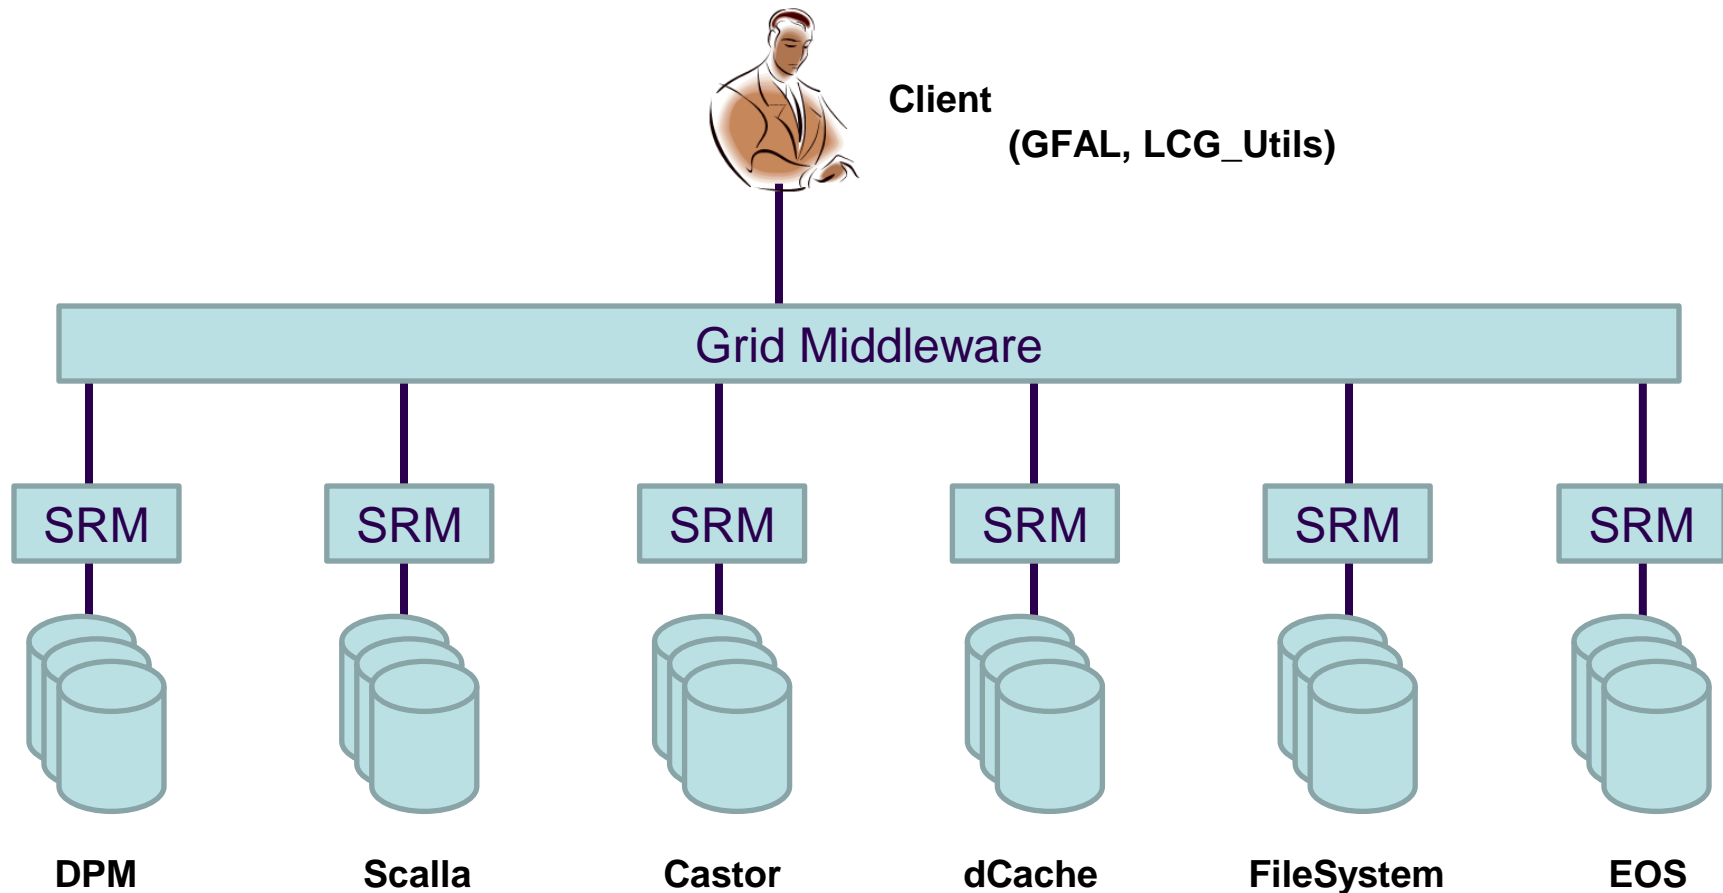 Client
(GFAL, LCG_Utils)
Grid Middleware
SRM SRM SRM SRM SRM SRM
DPM Scalla Castor dCache FileSystem EOS